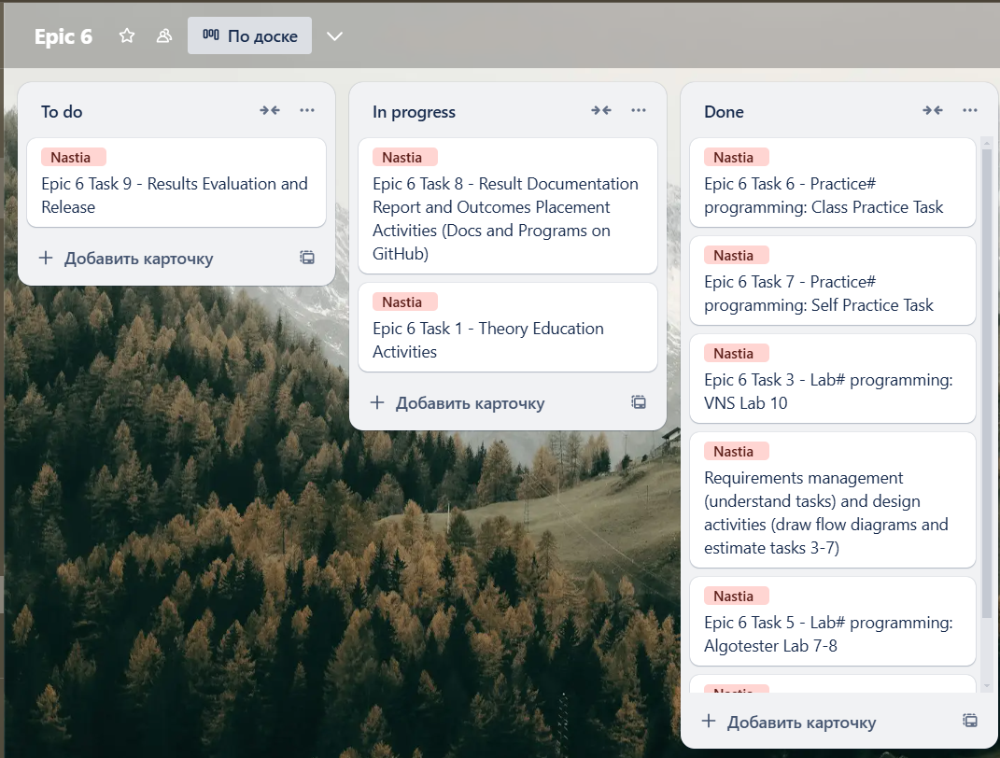 Epic 6
По доске
To do
Nastia
Epic 6 Task 9 - Results Evaluation and
Release
Добавить карточку
In progress
Nastia
Epic 6 Task 8 - Result Documentation
Report and Outcomes Placement
Activities (Docs and Programs on
GitHub)
Nastia
Epic 6 Task 1 - Theory Education
Activities
Добавить карточку
Done
Nastia
Epic 6 Task 6 - Practice#
programming: Class Practice Task
Nastia
Epic 6 Task 7 - Practice#
programming: Self Practice Task
Nastia
Epic 6 Task 3 - Lab# programming:
VNS Lab 10
Nastia
Requirements management
(understand tasks) and design
activities (draw flow diagrams and
estimate tasks 3-7)
Nastia
Epic 6 Task 5 - Lab# programming:
Algotester Lab 7-8
Nastia
Добавить карточку